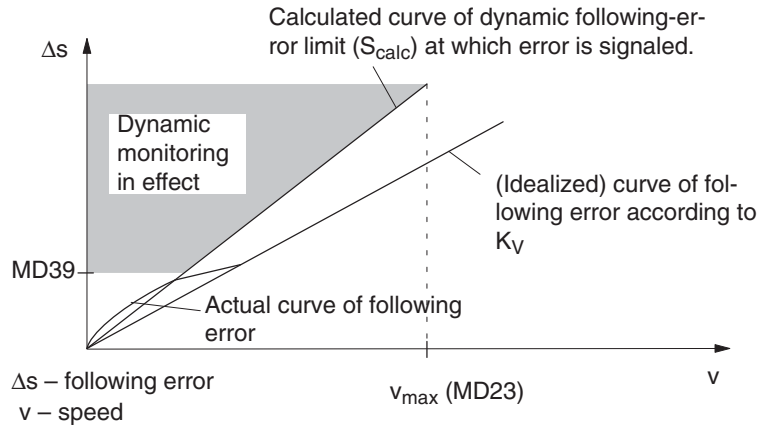 Calculated curve of dynamic following-er-
ror limit (Scalc) at which error is signaled.
Δs
Dynamic
monitoring
in effect
(Idealized) curve of fol-
lowing error according to
KV
MD39
Actual curve of following
error
Δs – following error
v – speed
vmax (MD23)
v